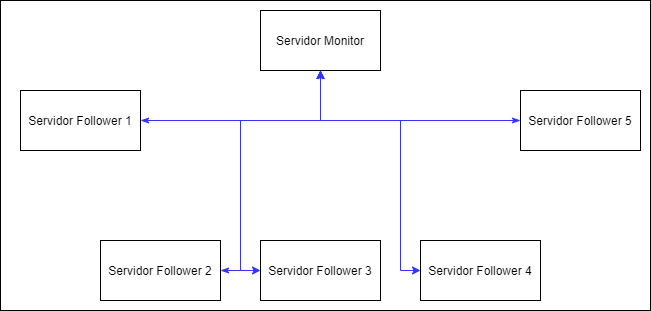 Servidor Monitor
Servidor Follower 1
Servidor Follower 5
Servidor Follower 2
Servidor Follower 3
Servidor Follower 4